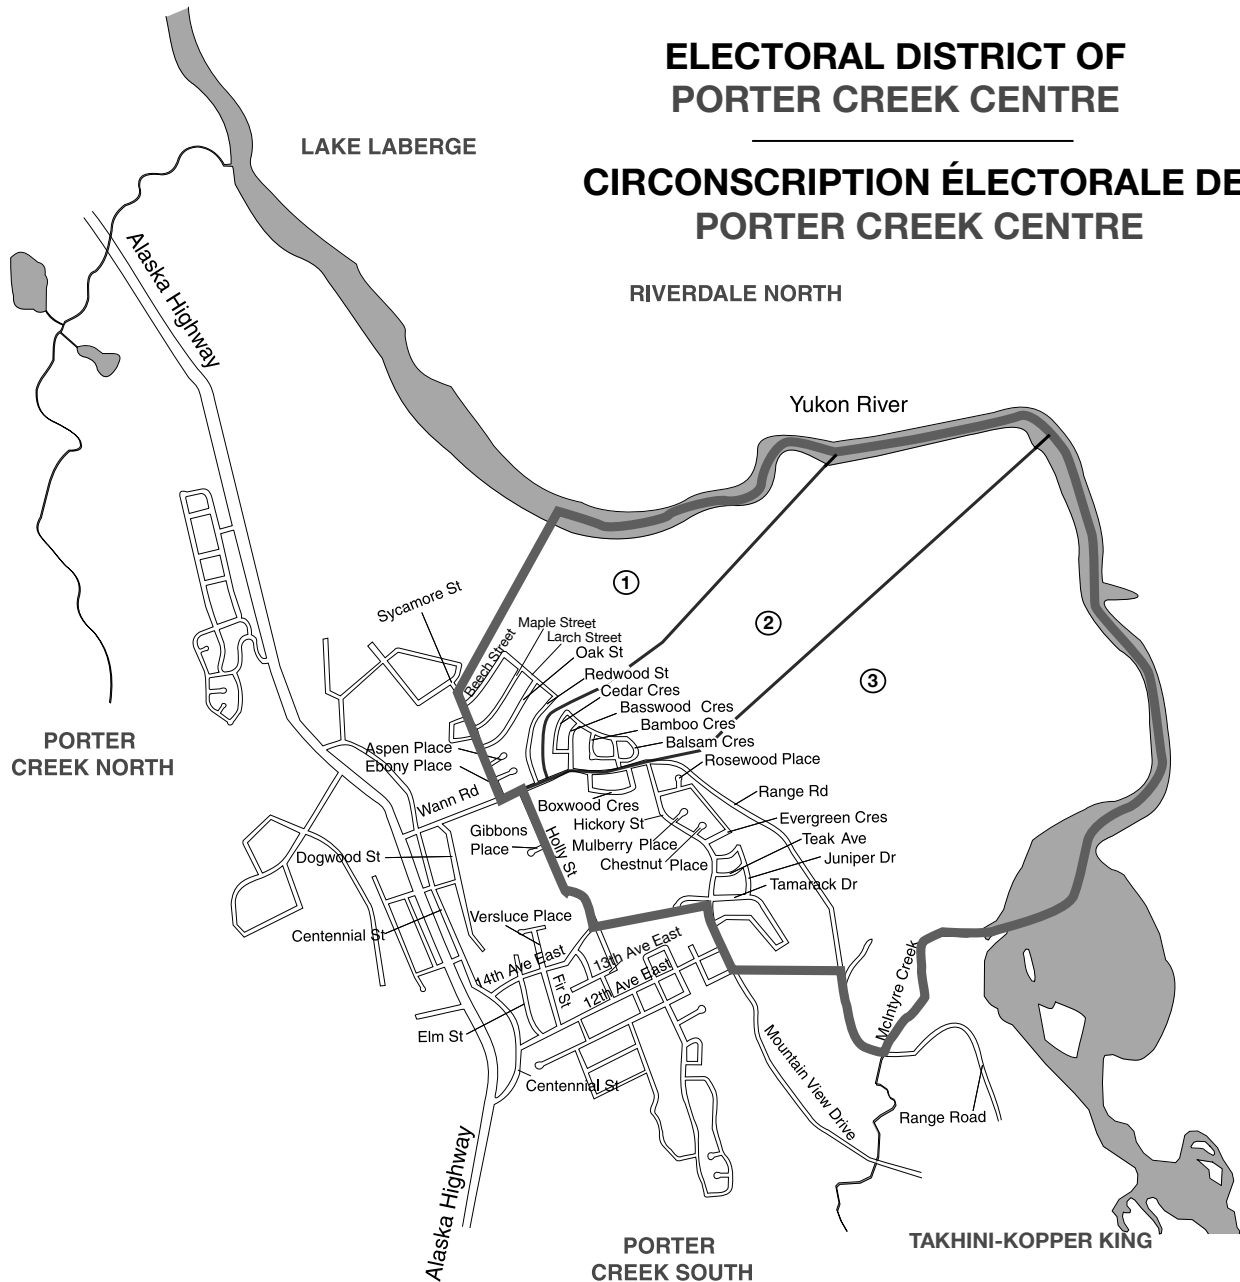 ELECTORAL DISTRICT OF
PORTER CREEK CENTRE
CIRCONSCRIPTION ÉLECTORALE DE
PORTER CREEK CENTRE
LAKE LABERGE
RIVERDALE NORTH
Alaska Highway
Yukon River
1
2
3
Sycamore St
Beech Street
Maple Street
Larch Street
Oak St
Redwood St
Cedar Cres
Basswood Cres
Bamboo Cres
Balsam Cres
Rosewood Place
Aspen Place
Ebony Place
PORTER
CREEK NORTH
Wann Rd
Range Rd
Boxwood Cres
Hickory St
Evergreen Cres
Gibbons
Place
Holly St
Mulberry Place
Teak Ave
Chestnut Place
Juniper Dr
Dogwood St
Tamarack Dr
Versluce Place
Centennial St
14th Ave East
13th Ave East
Fir St
12th Ave East
McIntyre Creek
Elm St
Centennial St
Mountain View Drive
Range Road
Alaska Highway
PORTER
CREEK SOUTH
TAKHINI-KOPPER KING